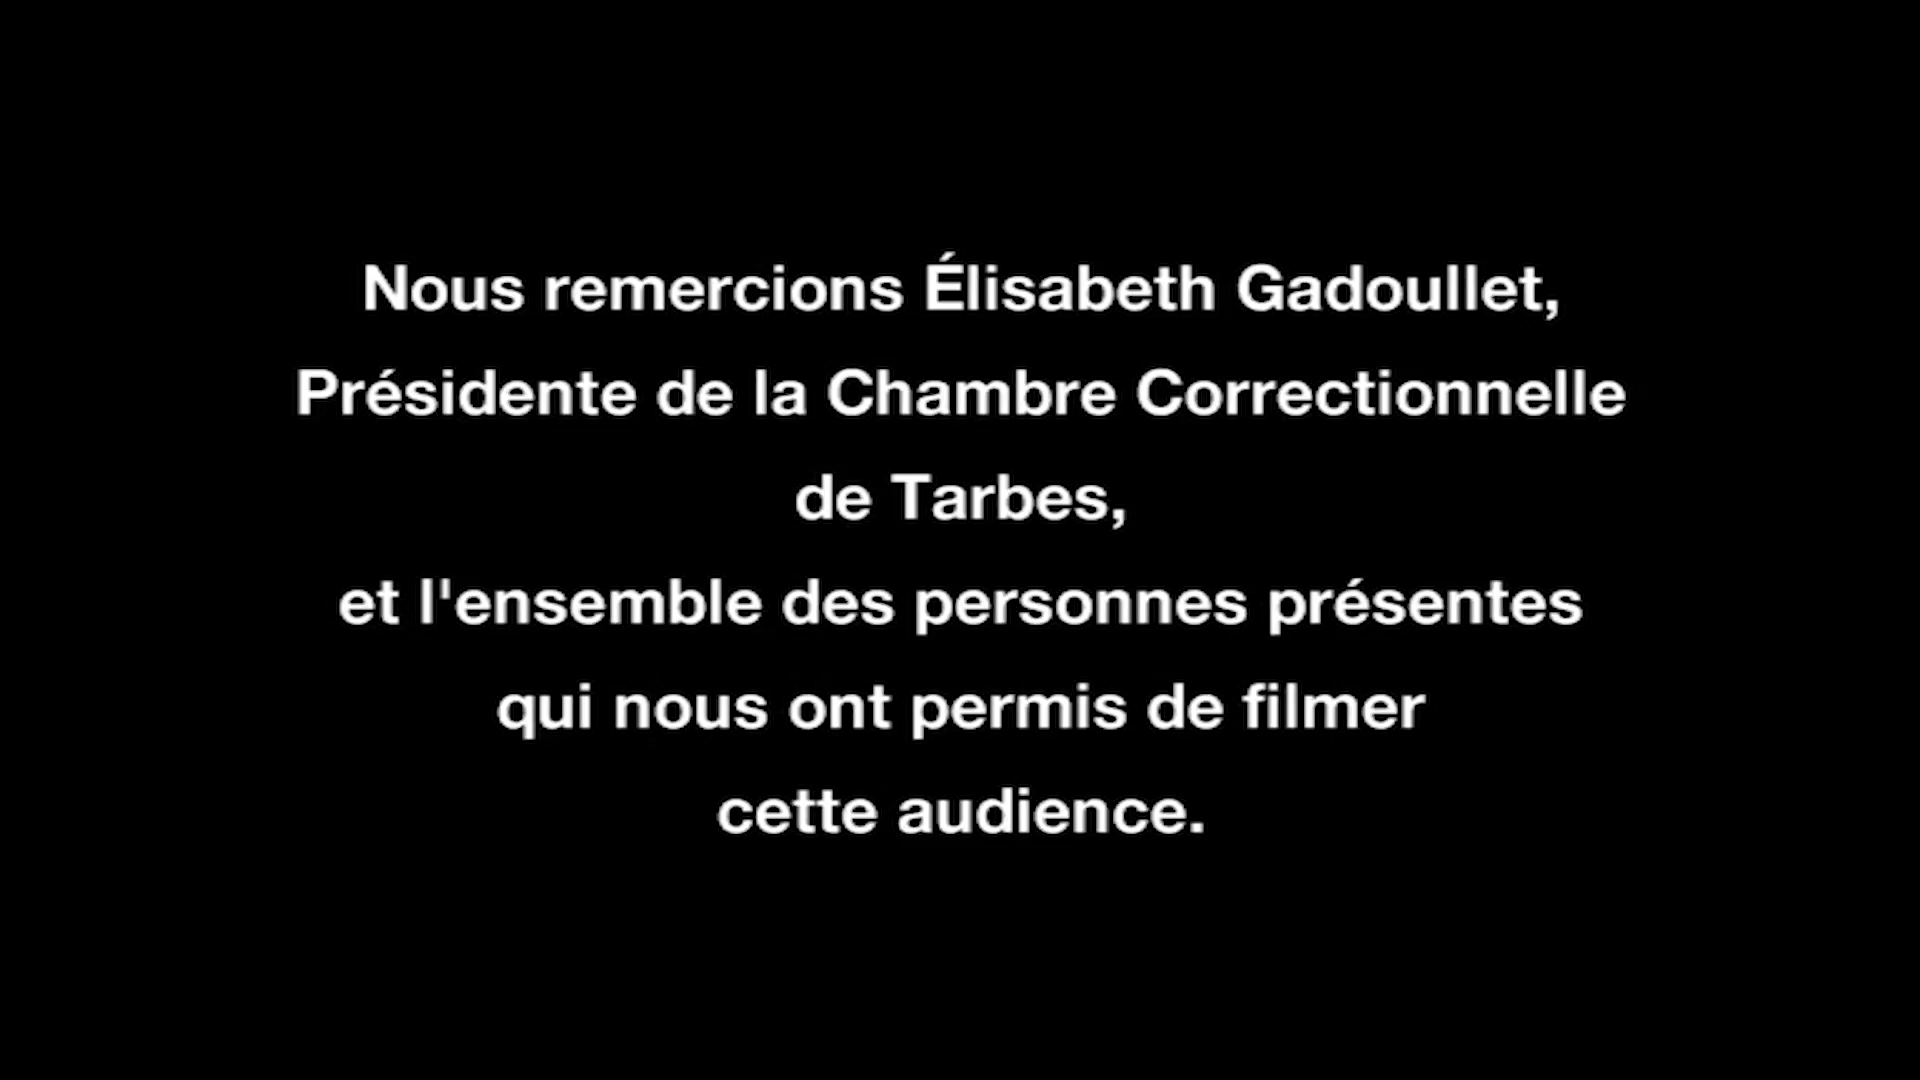 Nous remercions Élisabeth Gadoullet,
Présidente de la Chambre Correctionnelle
de Tarbes,
et l'ensemble des personnes présentes
qui nous ont permis de filmer
cette audience.